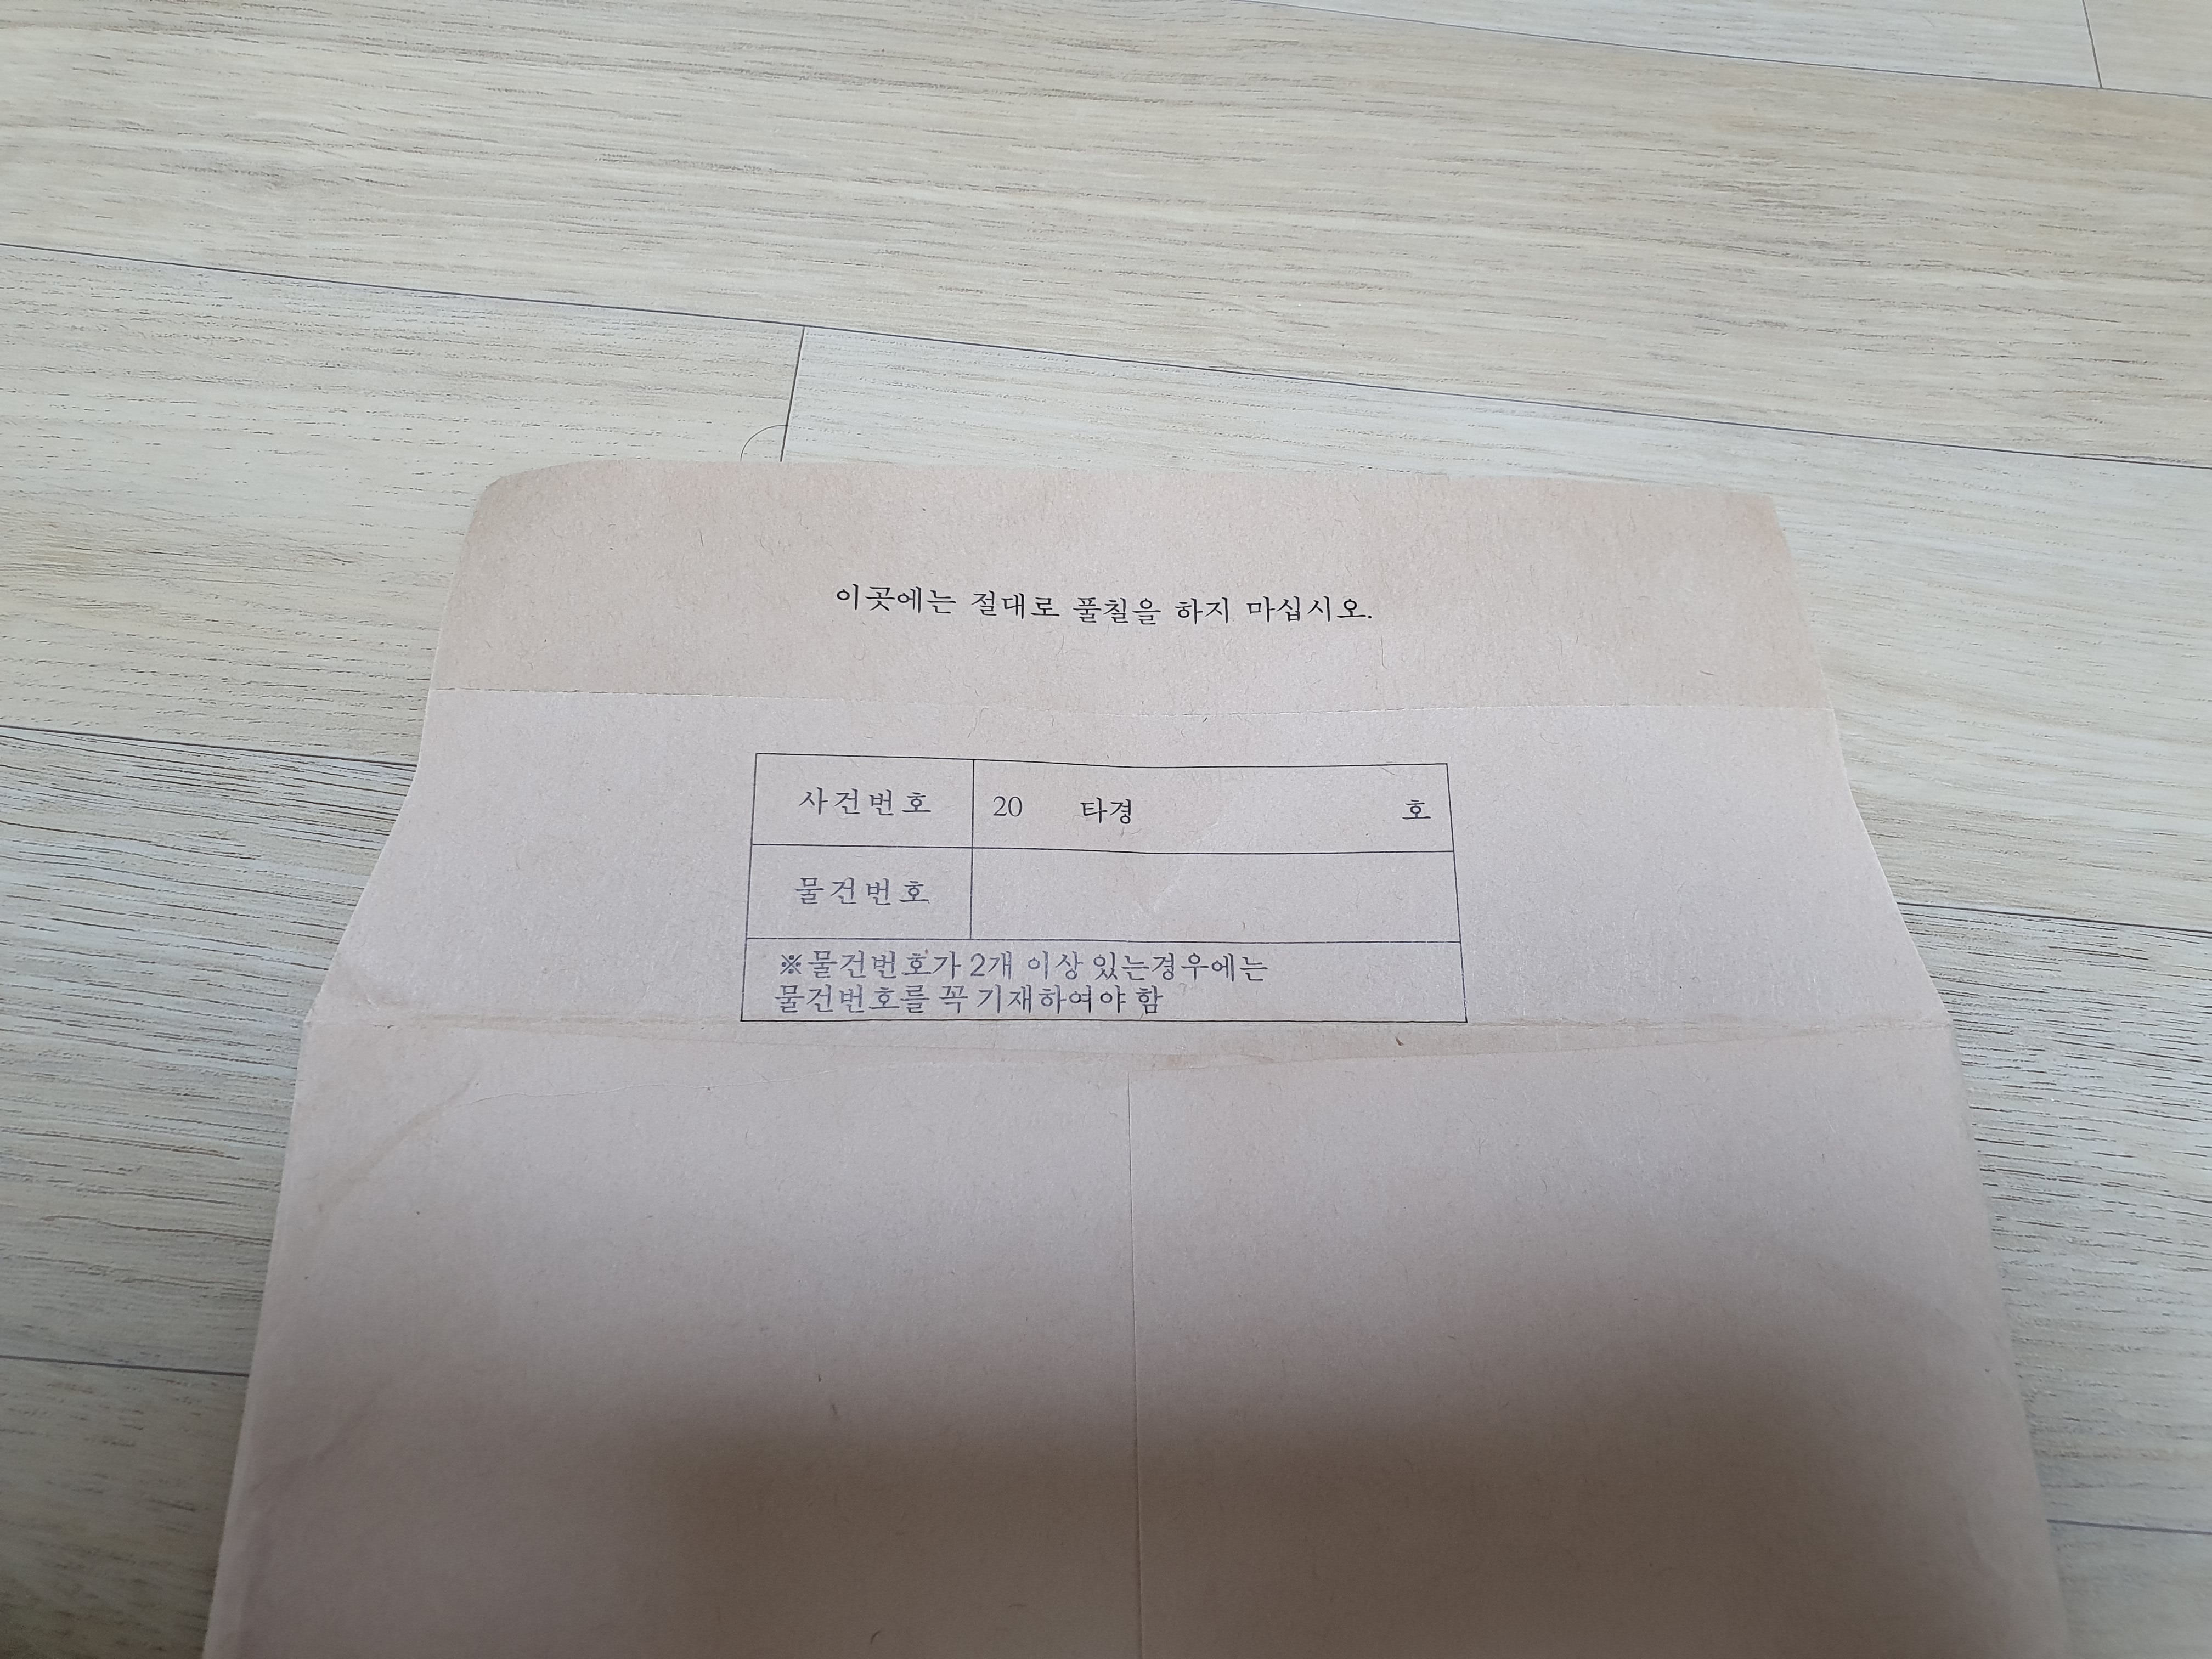 이곳에는 절대로 풀칠을 하지 마십시오.
사건번호 20 타경 호
물건번호
※물건번호가 2개 이상 있는경우에는
물건번호를 꼭 기재하여야 함